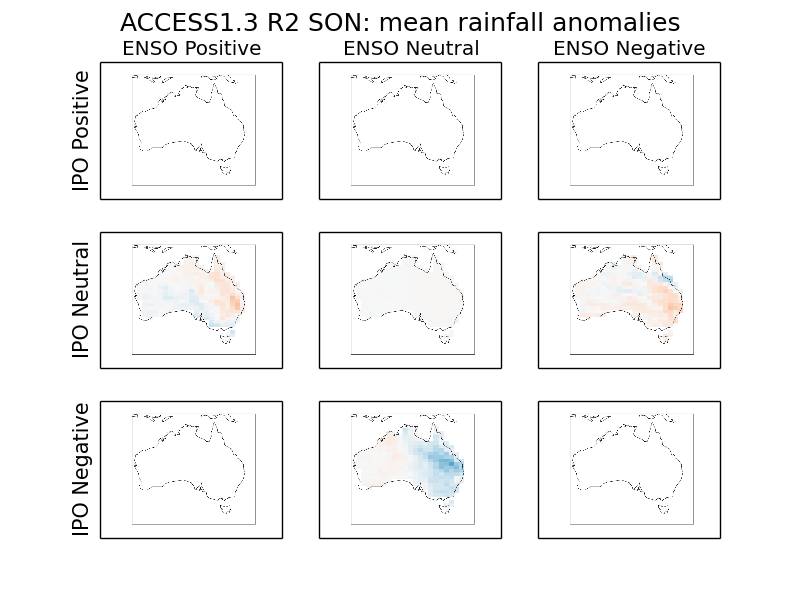 ACCESS1.3 R2 SON: mean rainfall anomalies
ENSO Positive
ENSO Neutral
ENSO Negative
IPO Positive
IPO Neutral
IPO Negative